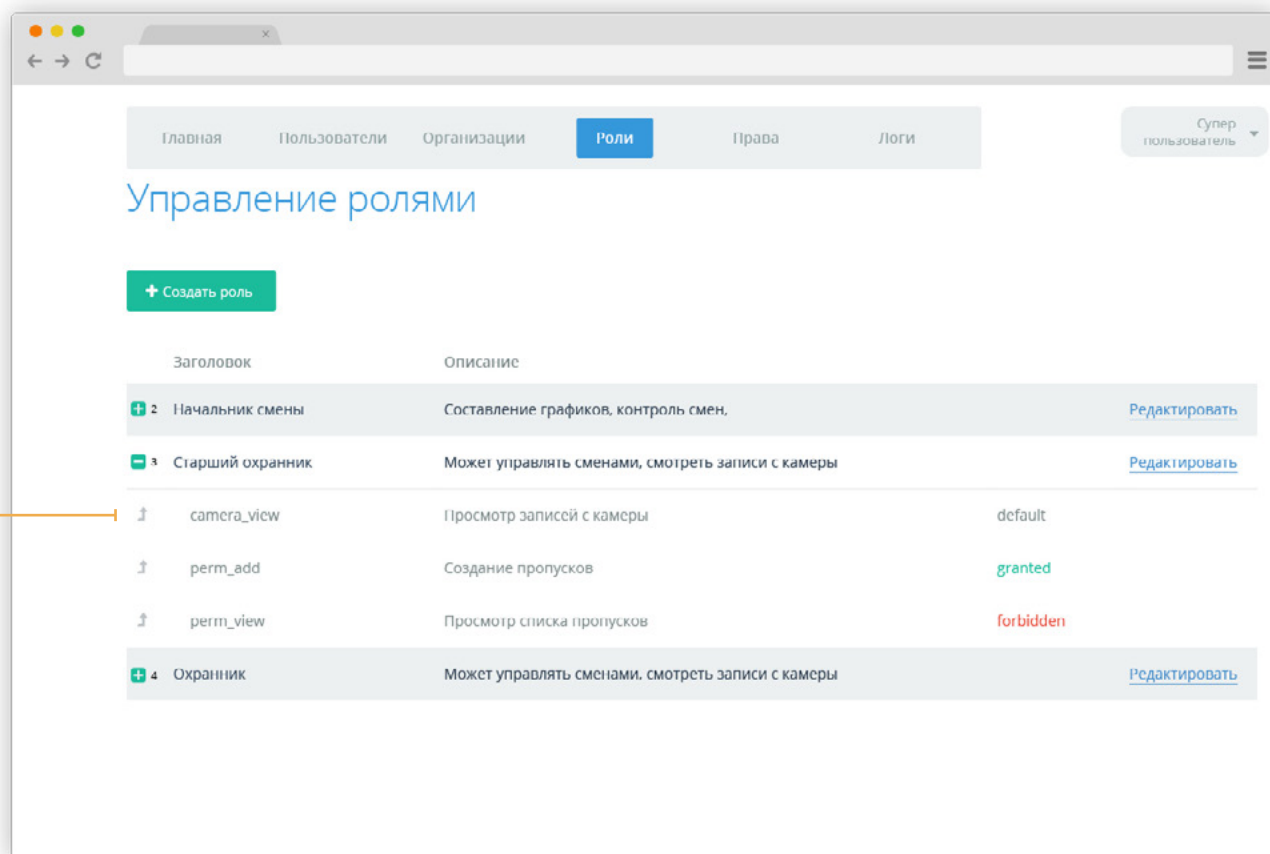 Главная Пользователи Организации Роли Права Логи
Супер
пользователь
Управление ролями
Создать роль
Заголовок Описание
2 Начальник смены Составление графиков, контроль смен, Редактировать
3 Старший охранник Может управлять сменами, смотреть записи с камеры Редактировать
camera_view Просмотр записей с камеры default
perm_add Создание пропусков granted
perm_view Просмотр списка пропусков forbidden
4 Охранник Может управлять сменами. смотреть записи с камеры Редактировать